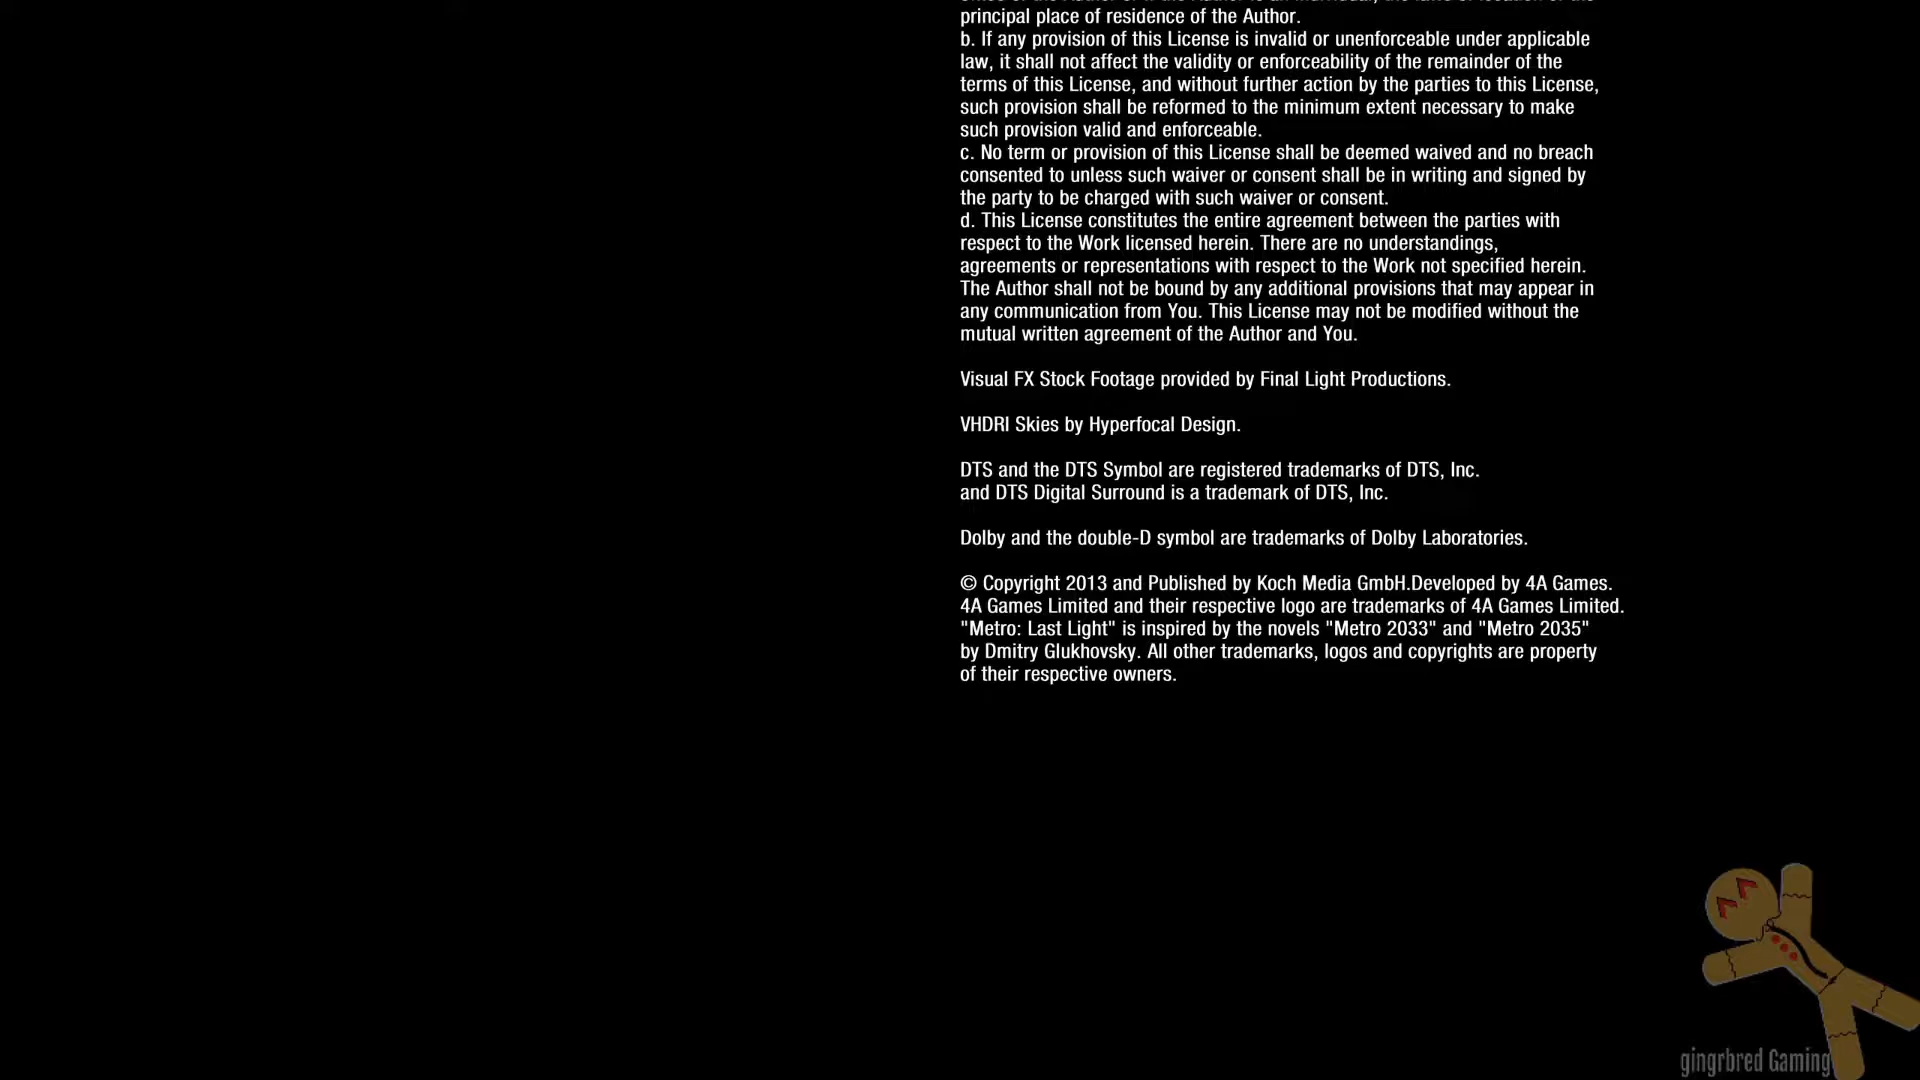 principal place of residence of the Author.
b. If any provision of this License is invalid or unenforceable under applicable
law, it shall not affect the validity or enforceability of the remainder of the
terms of this License, and without further action by the parties to this License,
such provision shall be reformed to the minimum extent necessary to make
such provision valid and enforceable.
c. No term or provision of this License shall be deemed waived and no breach
consented to unless such waiver or consent shall be in writing and signed by
the party to be charged with such waiver or consent.
d. This License constitutes the entire agreement between the parties with
respect to the Work licensed herein. There are no understandings,
agreements or representations with respect to the Work not specified herein.
The Author shall not be bound by any additional provisions that may appear in
any communication from You. This License may not be modified without the
mutual written agreement of the Author and You.
Visual FX Stock Footage provided by Final Light Productions.
VHDRI Skies by Hyperfocal Design.
DTS and the DTS Symbol are registered trademarks of DTS, Inc.
and DTS Digital Surround is a trademark of DTS, Inc.
Dolby and the double-D symbol are trademarks of Dolby Laboratories.
© Copyright 2013 and Published by Koch Media GmbH.Developed by 4A Games.
4A Games Limited and their respective logo are trademarks of 4A Games Limited.
"Metro: Last Light" is inspired by the novels "Metro 2033" and "Metro 2035"
by Dmitry Glukhovsky. All other trademarks, logos and copyrights are property
of their respective owners.
gingrbred Gaming